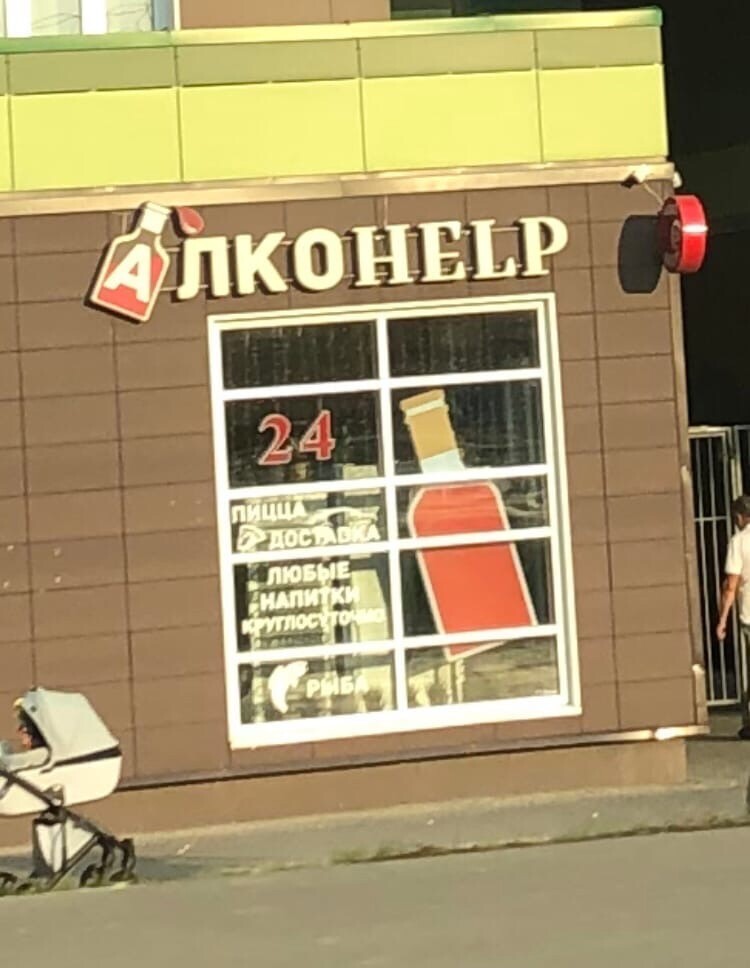 АЛКОHELP
24
ПИЦЦА
ДОСТАВКА
ЛЮБЫЕ
НАПИТКИ
КРУГЛОСУТОЧНО
РЫБА